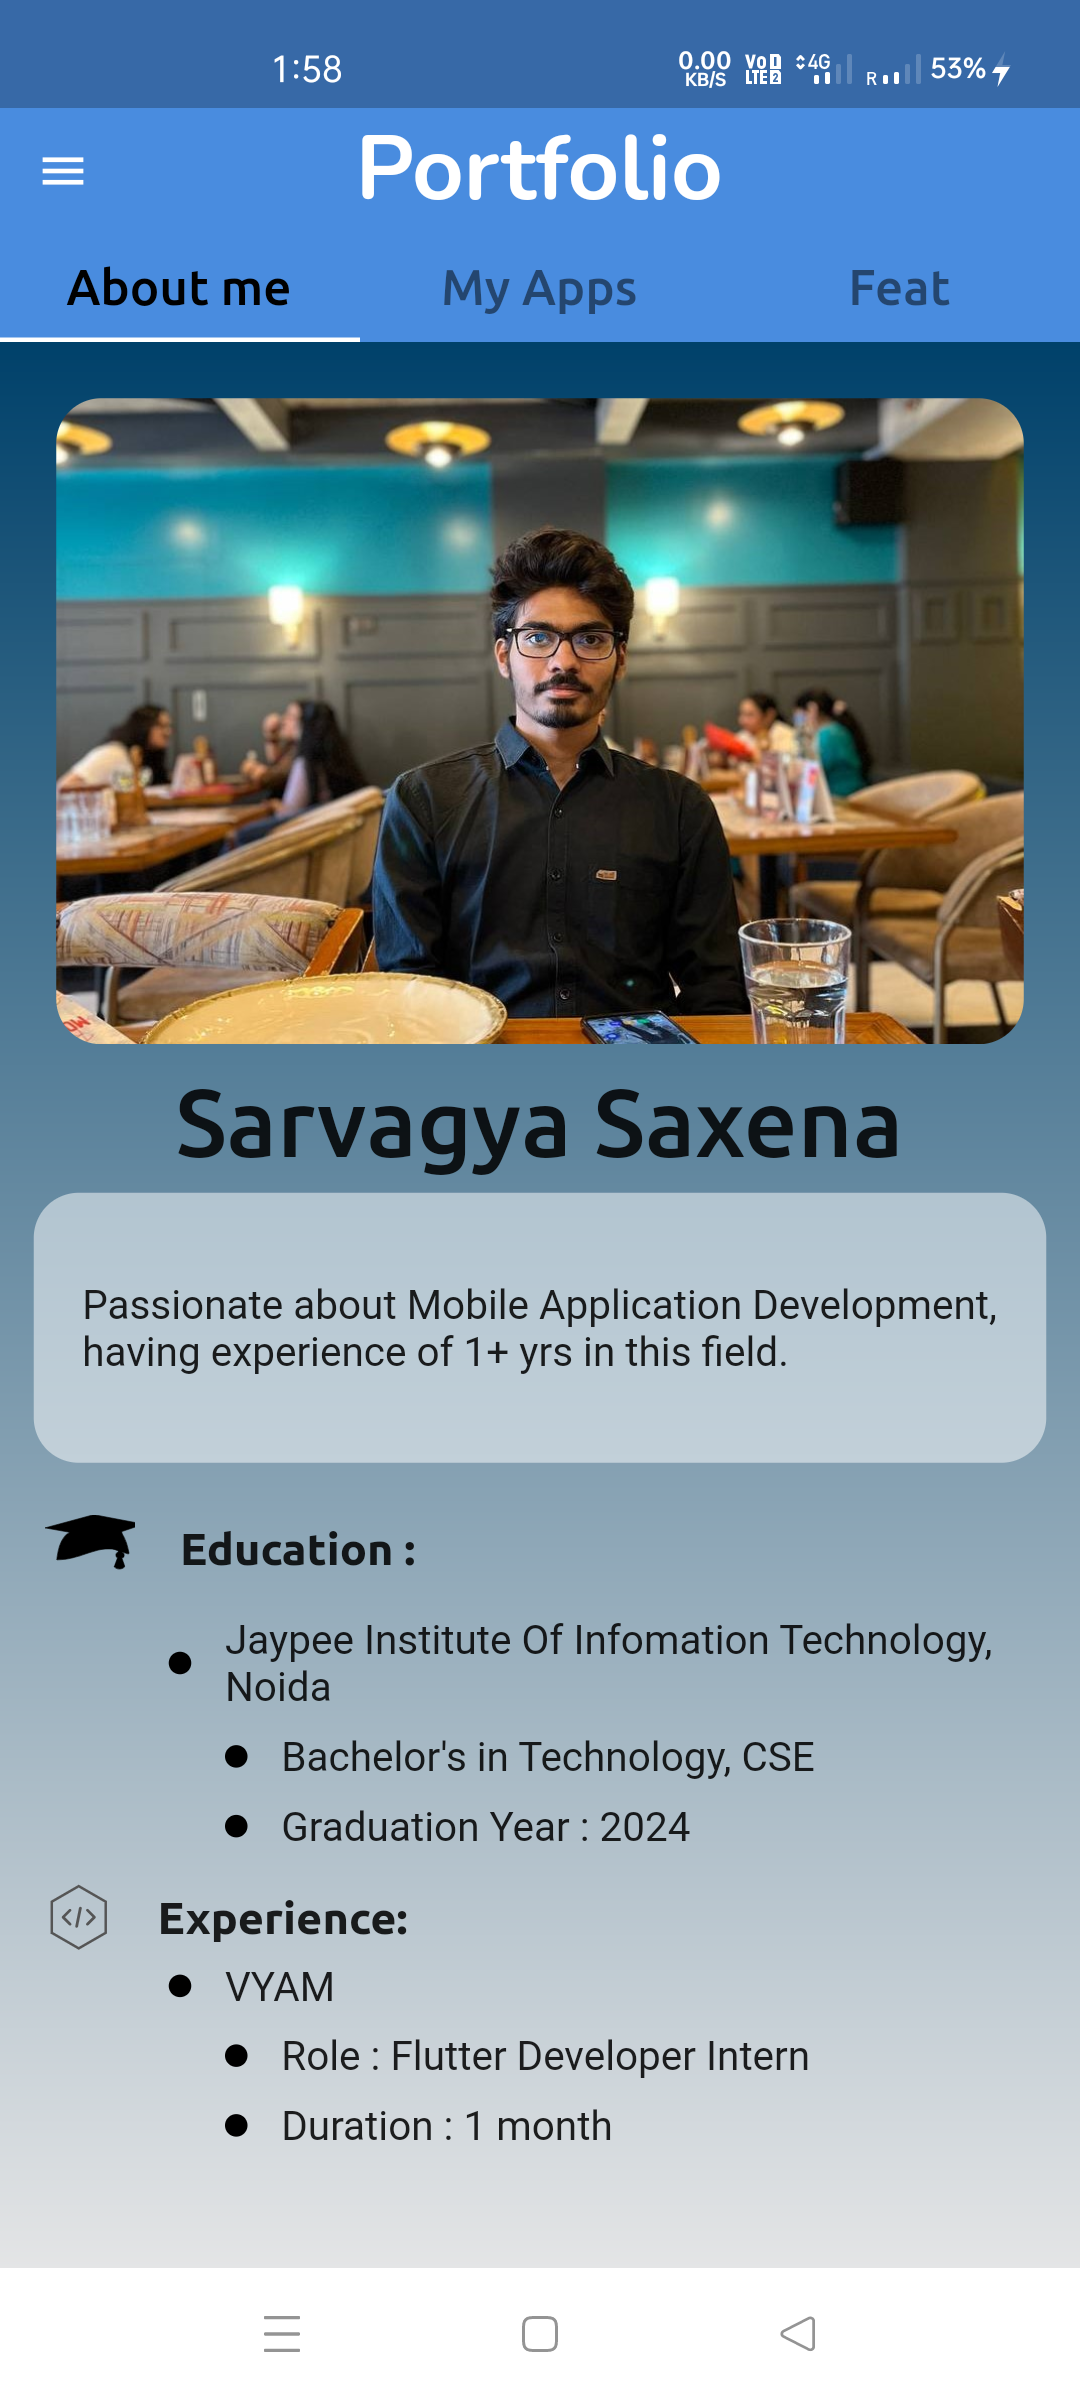 1:58 0.00 KB/S VoD LTE2 4G R 53%
Portfolio
About me My Apps Feat
Sarvagya Saxena
Passionate about Mobile Application Development,
having experience of 1+ yrs in this field.
Education :
Jaypee Institute Of Infomation Technology,
Noida
Bachelor's in Technology, CSE
Graduation Year : 2024
Experience:
VYAM
Role : Flutter Developer Intern
Duration : 1 month